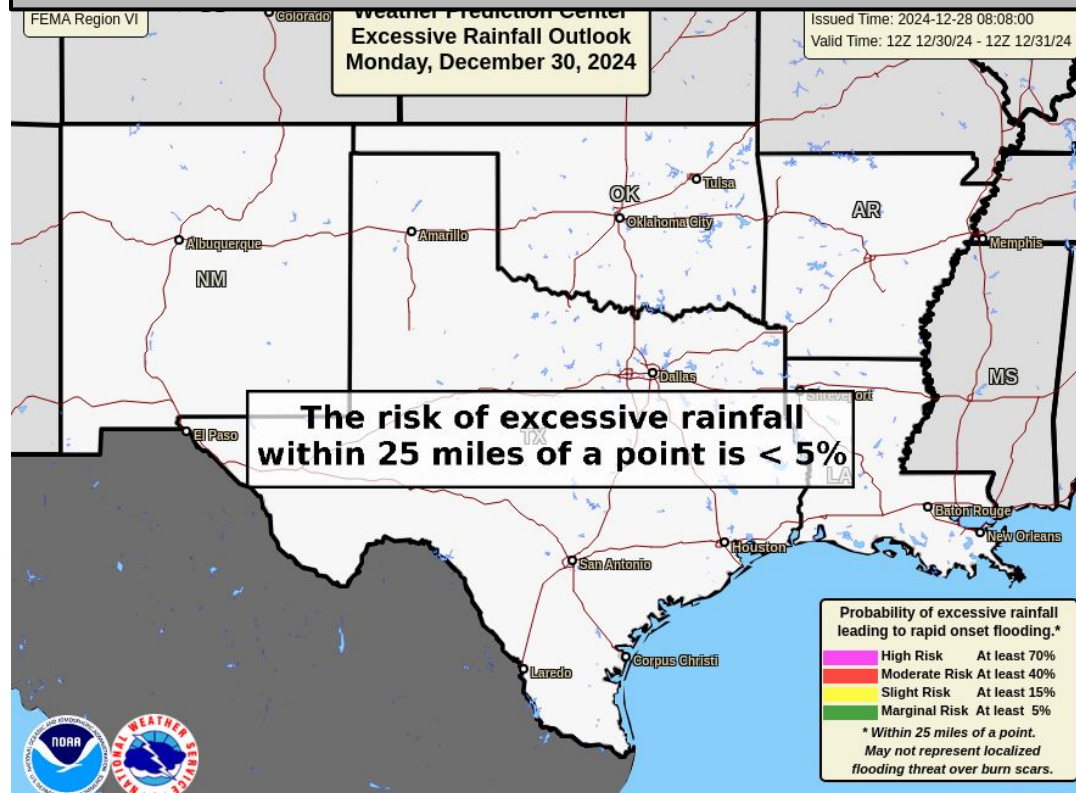 FEMA Region VI
Weather Prediction Center
Excessive Rainfall Outlook
Monday, December 30, 2024
Issued Time: 2024-12-28 08:08:00
Valid Time: 12Z 12/30/24 - 12Z 12/31/24
Colorado
Tulsa
OK
Oklahoma City
AR
Albuquerque
Amarillo
Memphis
NM
Dallas
MS
Shreveport
The risk of excessive rainfall
within 25 miles of a point is < 5%
El Paso
TX
LA
Baton Rouge
New Orleans
Houston
San Antonio
Corpus Christi
Laredo
Probability of excessive rainfall
leading to rapid onset flooding.*
High Risk At least 70%
Moderate Risk At least 40%
Slight Risk At least 15%
Marginal Risk At least 5%
* Within 25 miles of a point.
May not represent localized
flooding threat over burn scars.
NOAA
NATIONAL WEATHER SERVICE